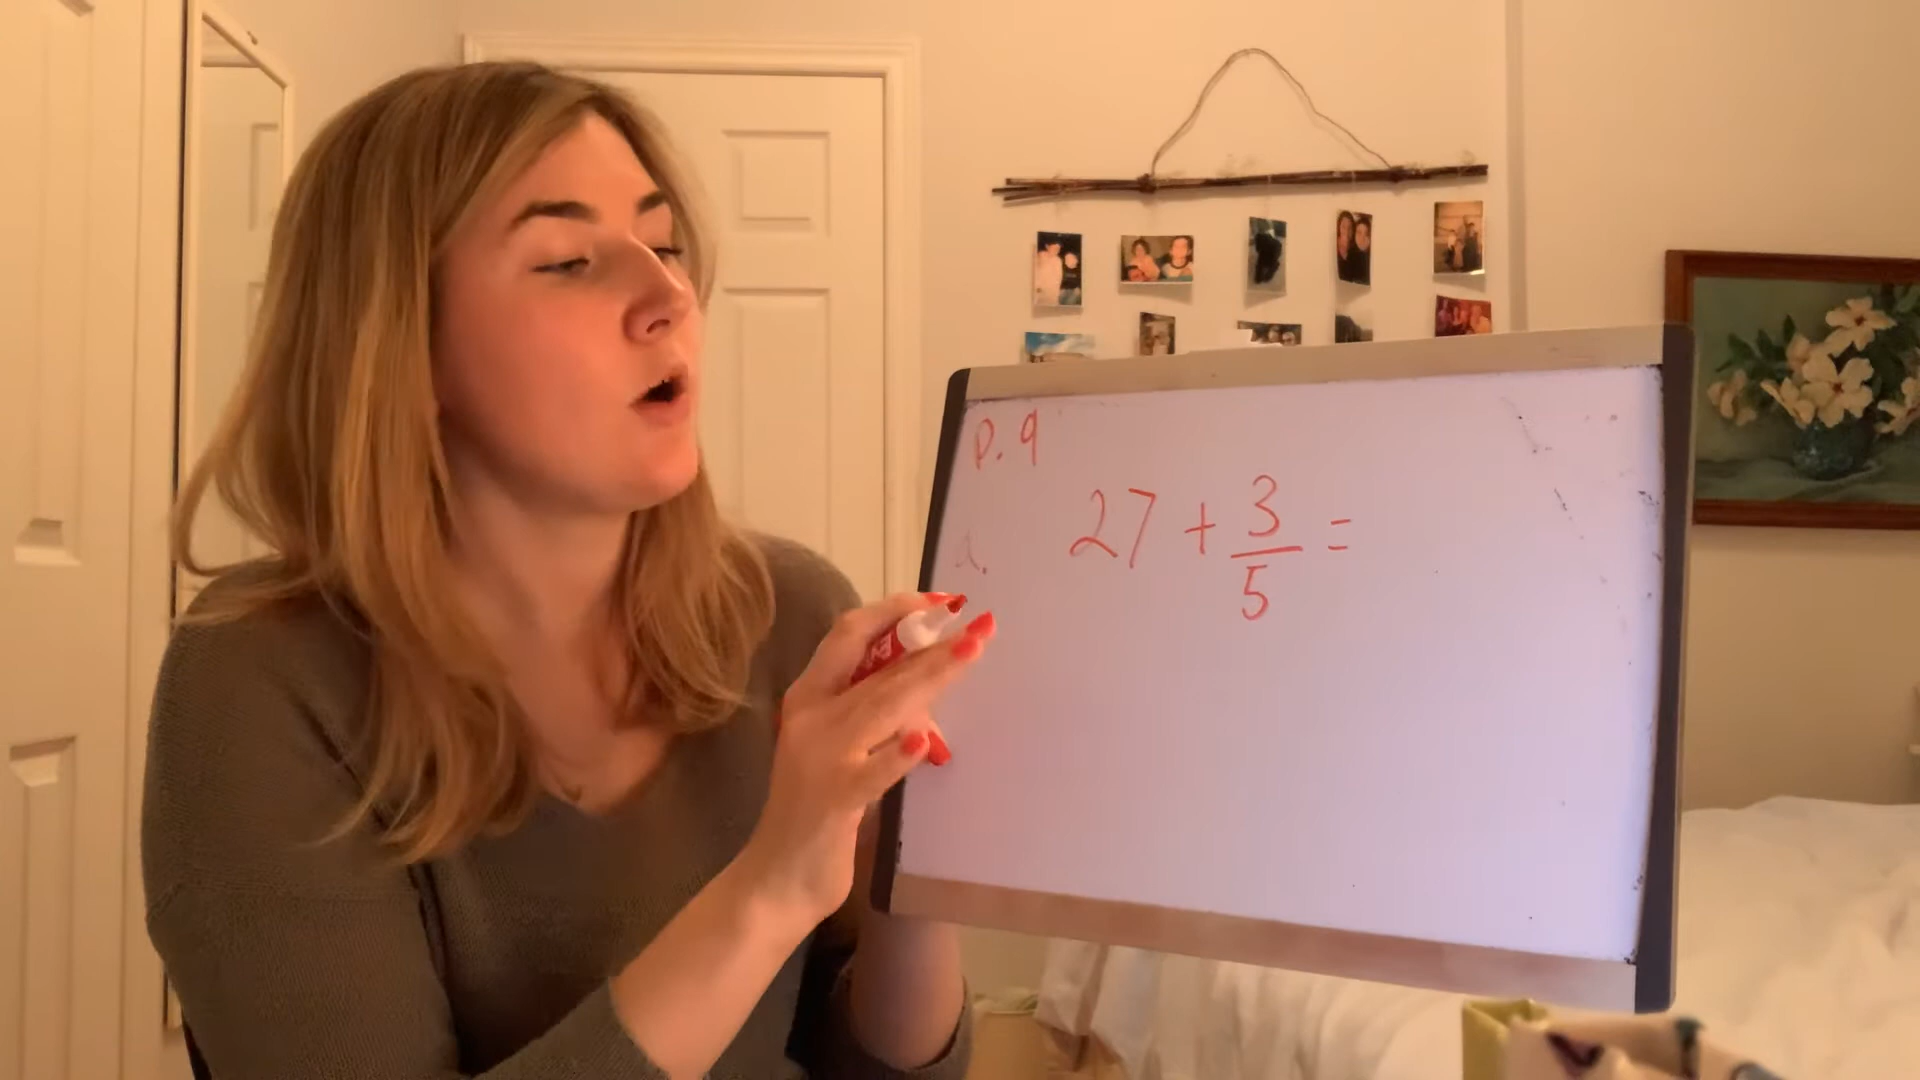 p. 9
a. 27 + 3/5 =